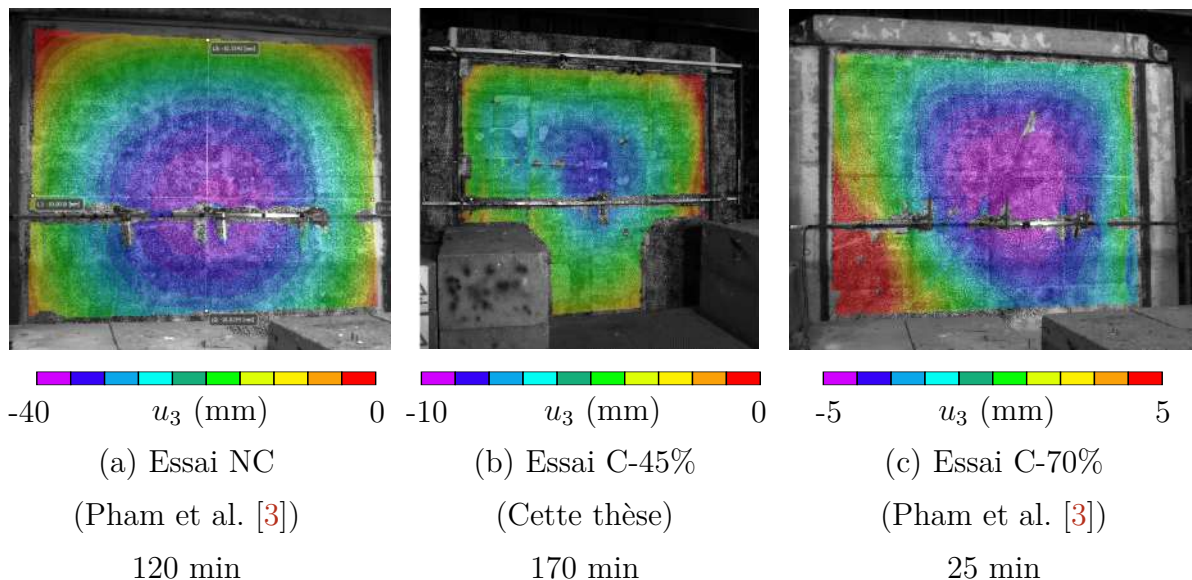 -40 u₃ (mm) 0
-10 u₃ (mm) 0
-5 u₃ (mm) 5
(a) Essai NC
(Pham et al. [3])
120 min
(b) Essai C-45%
(Cette thèse)
170 min
(c) Essai C-70%
(Pham et al. [3])
25 min